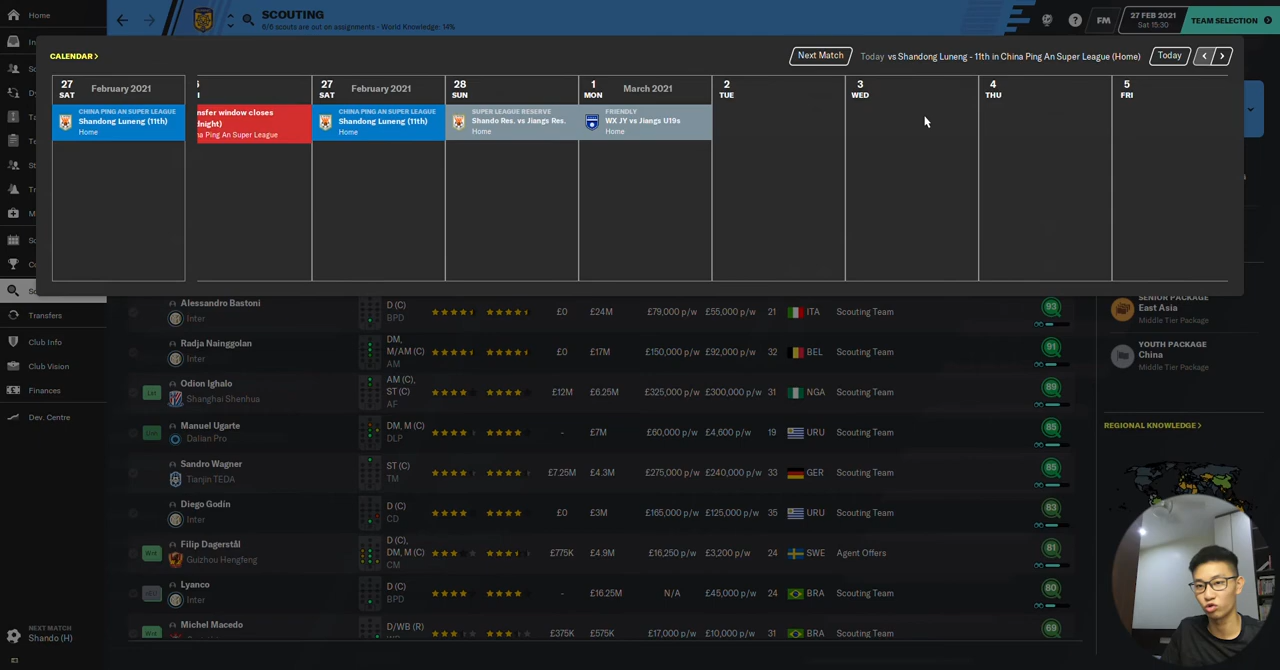 Home
SCOUTING
6/6 scouts are put on assignments - World Knowledge: 14%
FM
27 FEB 2021
Sat 15:30
TEAM SELECTION
CALENDAR >
Next Match
Today vs Shandong Luneng - 11th in China Ping An Super League (Home)
Today
27 SAT February 2021
27 SAT February 2021
28 SUN
1 MON March 2021
2 TUE
3 WED
4 THU
5 FRI
CHINA PING AN SUPER LEAGUE
Shandong Luneng (11th)
Home
nsfer window closes
dnight)
na Ping An Super League
CHINA PING AN SUPER LEAGUE
Shandong Luneng (11th)
Home
SUPER LEAGUE RESERVE
Shando Res. vs Jiangs Res.
Home
FRIENDLY
WX JY vs Jiangs U19s
Home
Transfers
Club Info
Club Vision
Finances
Dev. Centre
NEXT MATCH
Shando (H)
Alessandro Bastoni
Inter
D (C)
BPD
£0 £24M £79,000 p/w £55,000 p/w 21 ITA Scouting Team 93
Radja Nainggolan
Inter
DM,
M/AM (C)
AM
£0 £17M £150,000 p/w £92,000 p/w 32 BEL Scouting Team 91
Odion Ighalo
Shanghai Shenhua
AM (C),
ST (C)
AF
£12M £6.25M £325,000 p/w £300,000 p/w 31 NGA Scouting Team 89
Manuel Ugarte
Dalian Pro
DM, M (C)
DLP
- £7M £60,000 p/w £4,600 p/w 19 URU Scouting Team 85
Sandro Wagner
Tianjin TEDA
ST (C)
TM
£7.25M £4.3M £275,000 p/w £240,000 p/w 33 GER Scouting Team 85
Diego Godín
Inter
D (C)
CD
£0 £3M £165,000 p/w £125,000 p/w 35 URU Scouting Team 83
Wnt
Filip Dagerstål
Guizhou Hengfeng
D (C),
DM, M (C)
CM
£775K £4.9M £16,250 p/w £3,200 p/w 24 SWE Agent Offers 81
Lyanco
Inter
D (C)
BPD
- £16.25M N/A £45,000 p/w 24 BRA Scouting Team 80
Wnt
Michel Macedo
D/WB (R)
£375K £575K £17,000 p/w £10,000 p/w 31 BRA Scouting Team 69
SENIOR PACKAGE
East Asia
Middle Tier Package
YOUTH PACKAGE
China
Middle Tier Package
REGIONAL KNOWLEDGE >